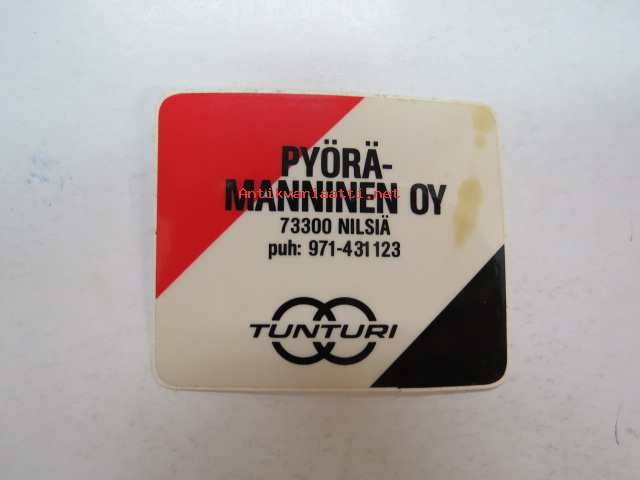 PYÖRÄ-
MANNINEN OY
Antikvariaatti.net
73300 NILSIÄ
puh: 971-431123
TUNTURI